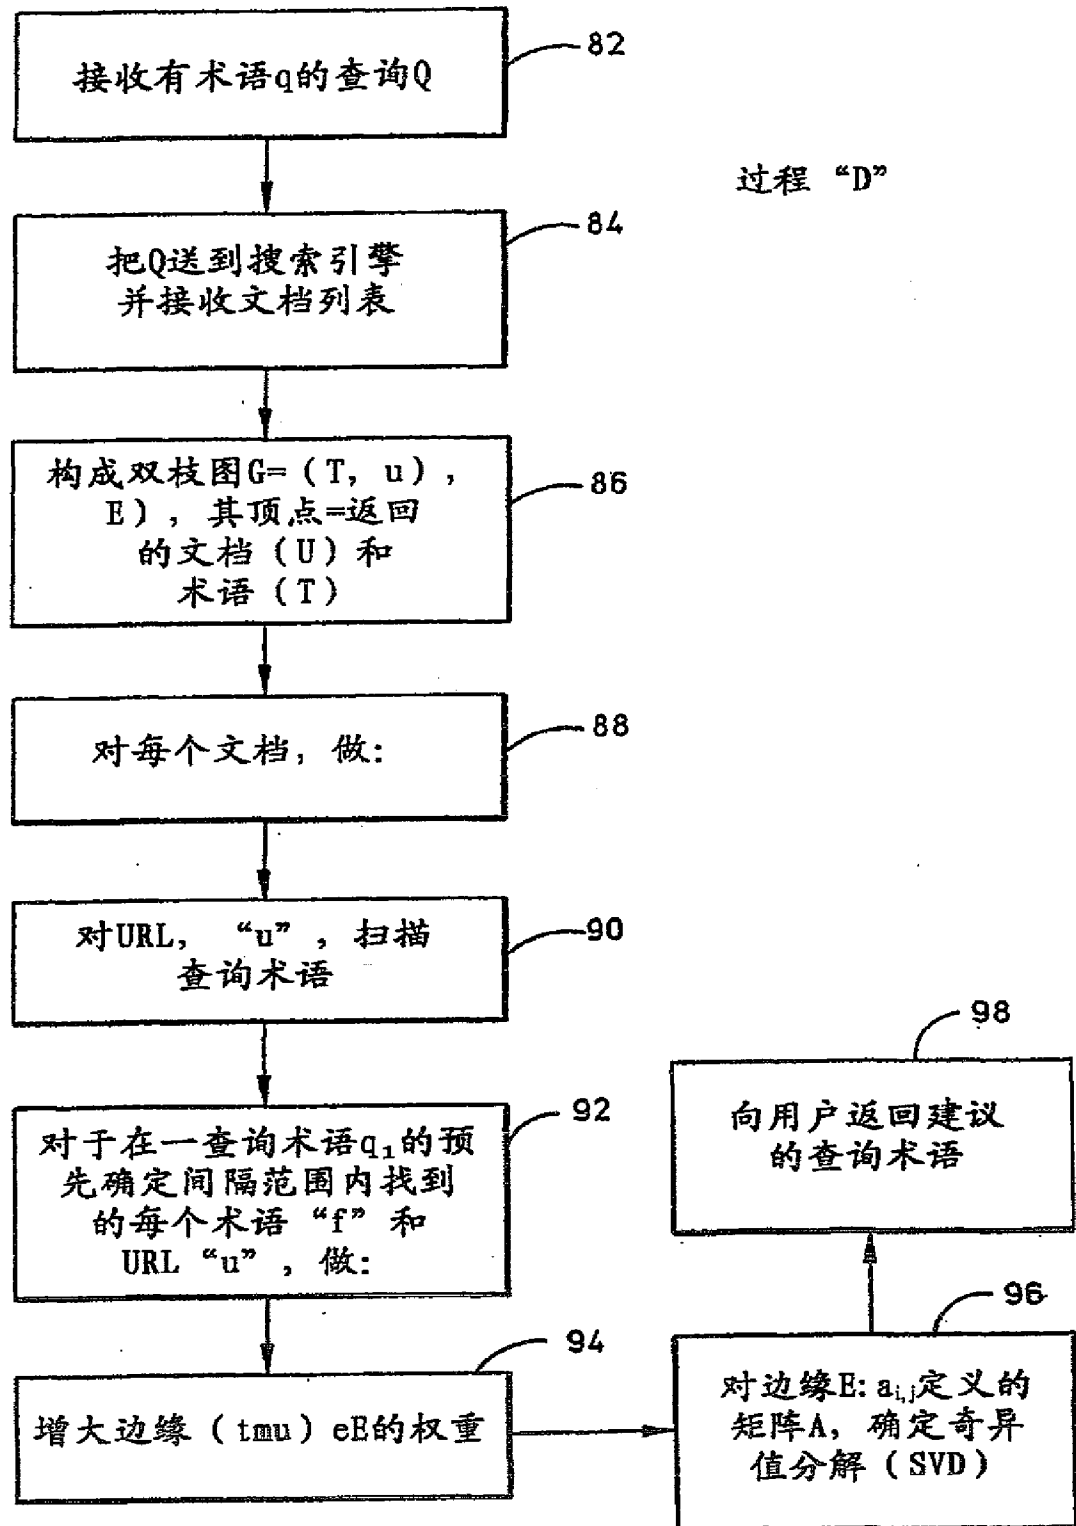 接收有术语q的查询Q
82
过程 “D”
84
把Q送到搜索引擎
并接收文档列表
构成双枝图G=（T, u），
E），其顶点=返回
的文档（U）和
术语（T）
86
对每个文档，做：
88
对URL， “u”，扫描
查询术语
90
98
向用户返回建议
的查询术语
92
对于在一查询术语q₁的预
先确定间隔范围内找到
的每个术语 “f” 和
URL “u”，做：
94
增大边缘（tmu）eE的权重
96
对边缘E: aᵢ,ⱼ定义的
矩阵A，确定奇异
值分解（SVD）